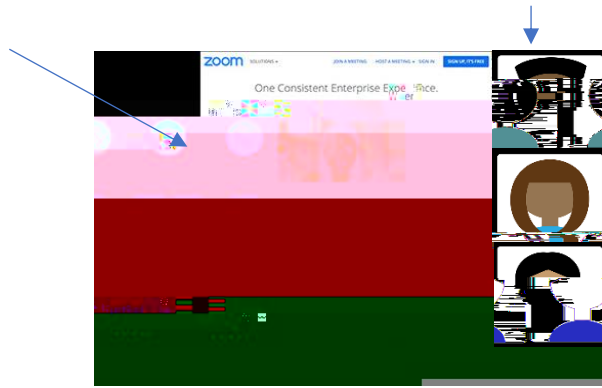 zoom SOLUTIONS JOIN A MEETING HOST A MEETING SIGN IN SIGN UP, IT'S FREE
One Consistent Enterprise